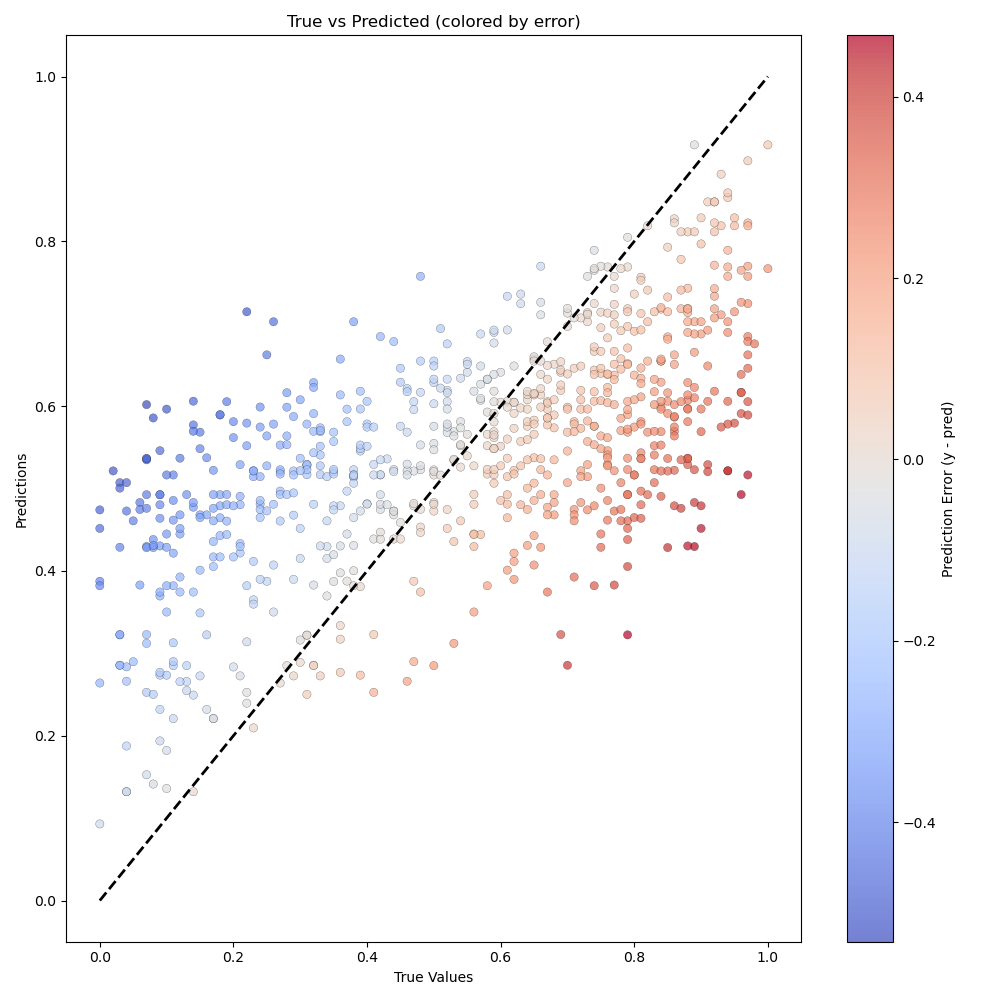 True vs Predicted (colored by error)
1.0
0.8
0.6
0.4
0.2
0.0
Predictions
0.0 0.2 0.4 0.6 0.8 1.0
True Values
0.4
0.2
0.0
−0.2
−0.4
Prediction Error (y - pred)